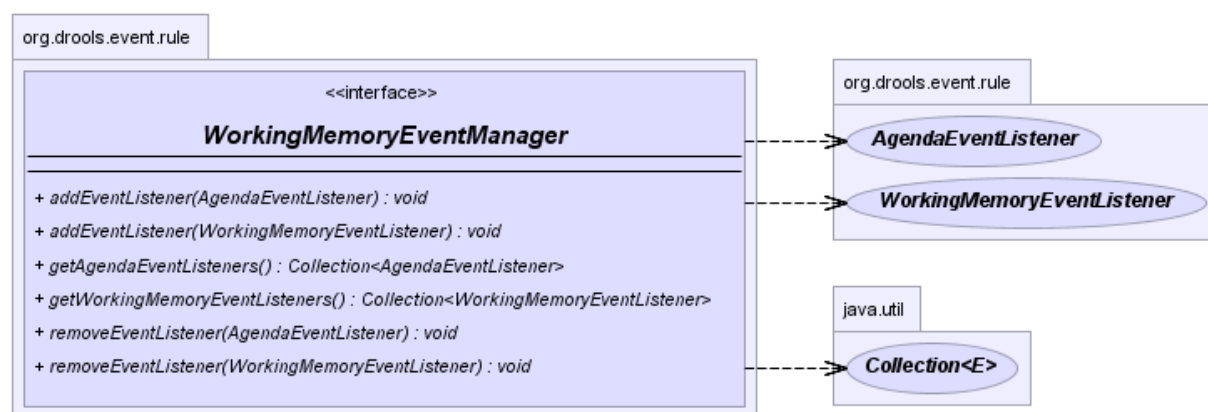 org.drools.event.rule
<<interface>>
WorkingMemoryEventManager
+ addEventListener(AgendaEventListener) : void
+ addEventListener(WorkingMemoryEventListener) : void
+ getAgendaEventListeners() : Collection<AgendaEventListener>
+ getWorkingMemoryEventListeners() : Collection<WorkingMemoryEventListener>
+ removeEventListener(AgendaEventListener) : void
+ removeEventListener(WorkingMemoryEventListener) : void
org.drools.event.rule
AgendaEventListener
WorkingMemoryEventListener
java.util
Collection<E>